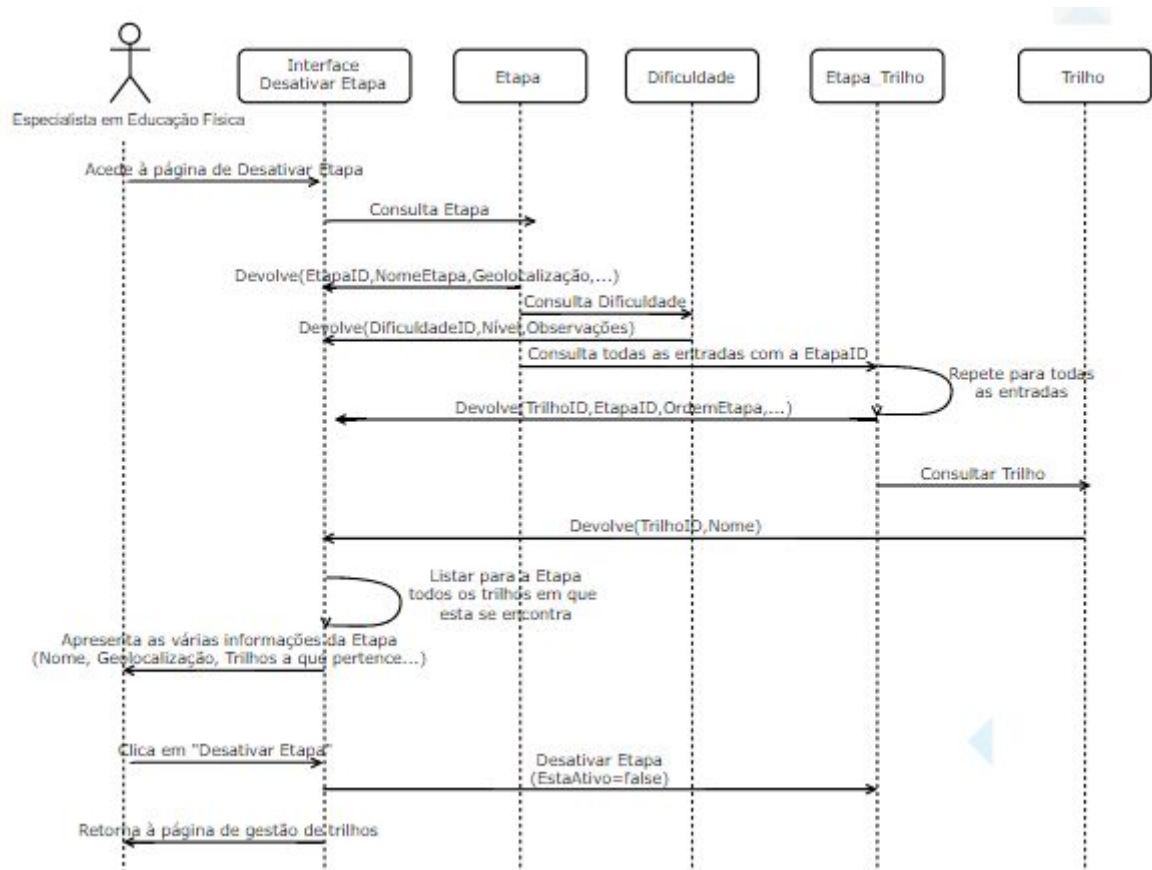 Interface
Desativar Etapa
Etapa
Dificuldade
Etapa_Trilho
Trilho
Especialista em Educação Física
Acede à página de Desativar Etapa
Consulta Etapa
Devolve(EtapaID,NomeEtapa,Geolocalização,...)
Consulta Dificuldade
Devolve(DificuldadeID,Nível,Observações)
Consulta todas as entradas com a EtapaID
Repete para todas
as entradas
Devolve(TrilhoID,EtapaID,OrdemEtapa,...)
Consultar Trilho
Devolve(TrilhoID,Nome)
Listar para a Etapa
todos os trilhos em que
esta se encontra
Apresenta as várias informações da Etapa
(Nome, Geolocalização, Trilhos a que pertence...)
Clica em "Desativar Etapa"
Desativar Etapa
(EstaAtivo=false)
Retorna à página de gestão de trilhos